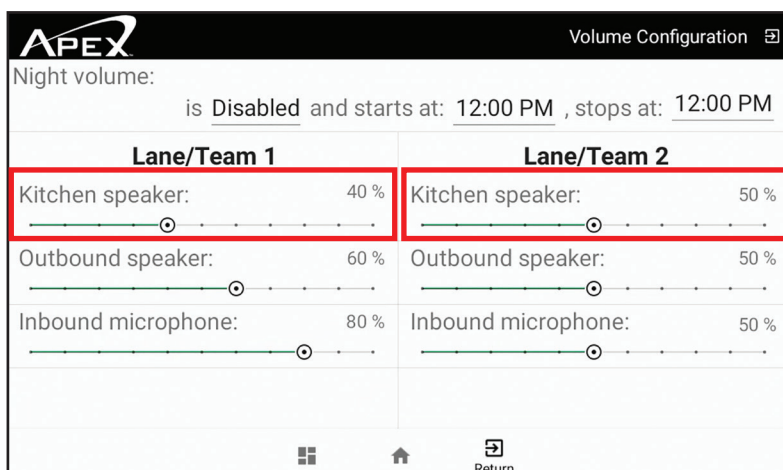 APEX
Volume Configuration
Night volume:
is Disabled and starts at: 12:00 PM , stops at: 12:00 PM
Lane/Team 1
Kitchen speaker: 40 %
Outbound speaker: 60 %
Inbound microphone: 80 %
Lane/Team 2
Kitchen speaker: 50 %
Outbound speaker: 50 %
Inbound microphone: 50 %
Return